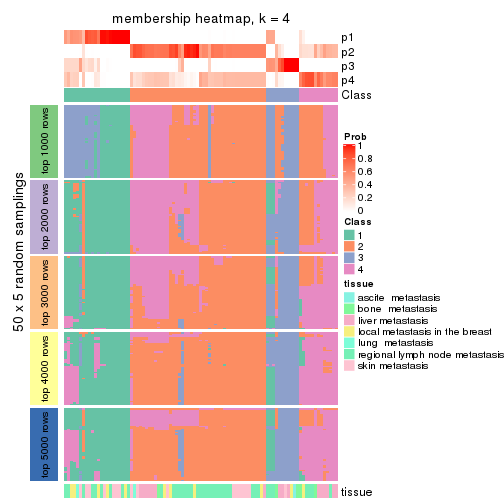 membership heatmap, k = 4
p1
p2
p3
p4
Class
50 x 5 random samplings
top 1000 rows
top 2000 rows
top 3000 rows
top 4000 rows
top 5000 rows
tissue
Prob
1
0.8
0.6
0.4
0.2
0
Class
1
2
3
4
tissue
ascite metastasis
bone metastasis
liver metastasis
local metastasis in the breast
lung metastasis
regional lymph node metastasis
skin metastasis